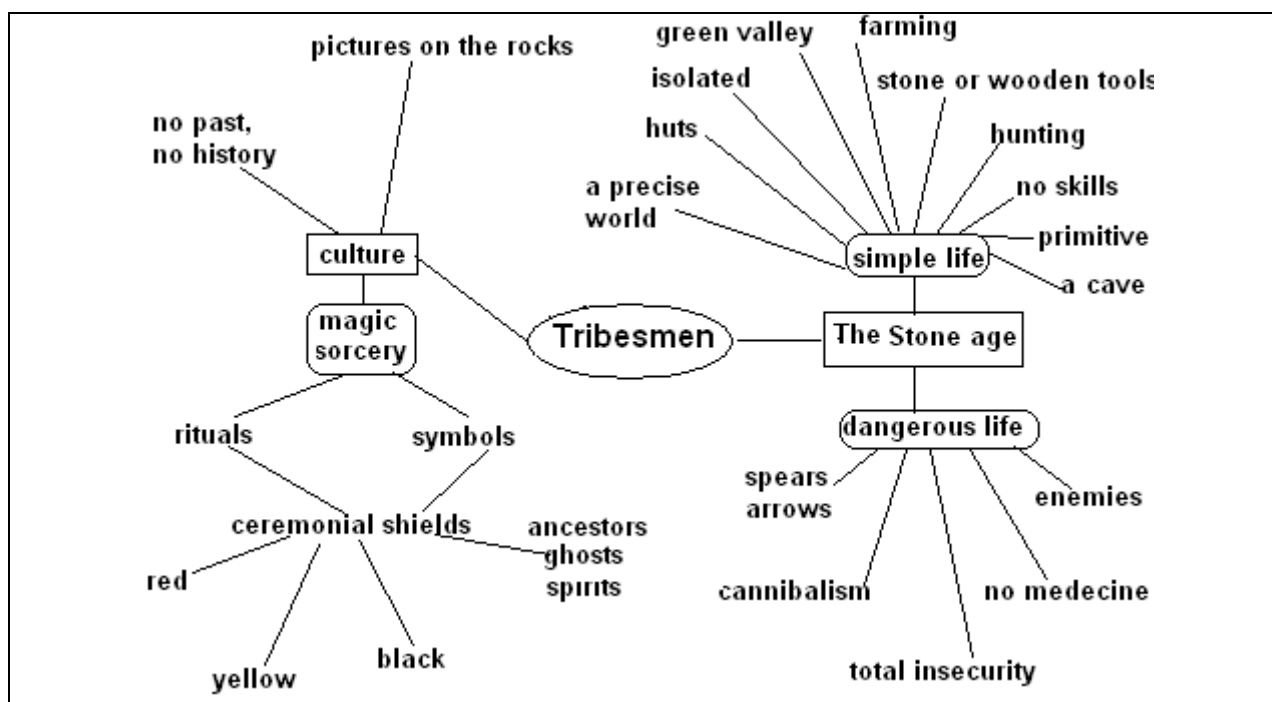 pictures on the rocks
no past,
no history
culture
magic
sorcery
rituals
symbols
ceremonial shields
ancestors
ghosts
spirits
red
yellow
black
Tribesmen
green valley
farming
isolated
stone or wooden tools
huts
hunting
a precise
world
no skills
primitive
simple life
a cave
The Stone age
dangerous life
spears
arrows
enemies
cannibalism
no medecine
total insecurity